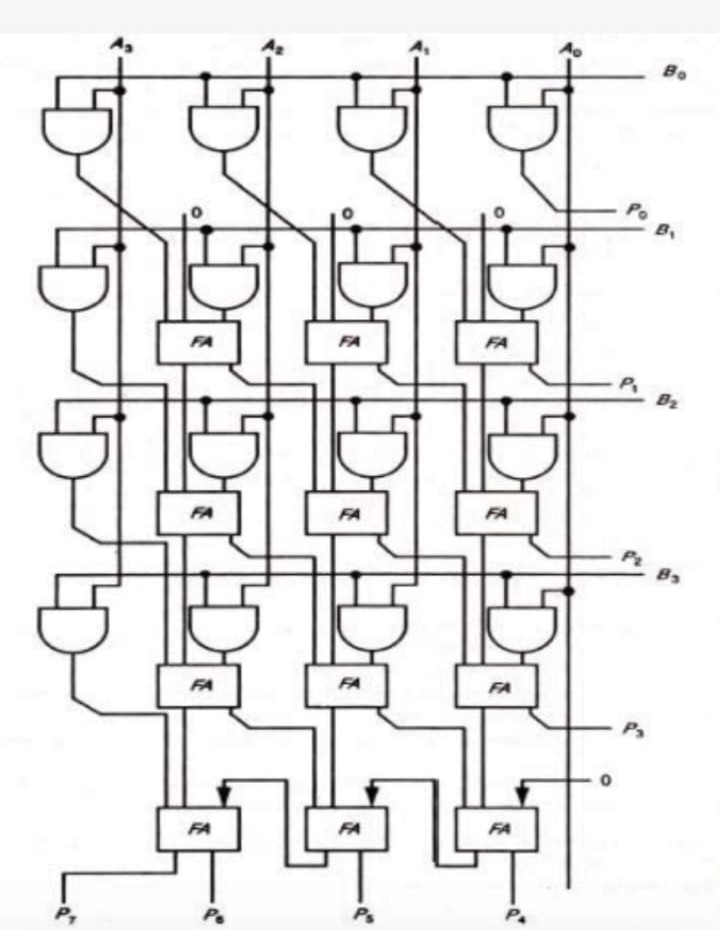 A₃ A₂ A₁ A₀
B₀
P₀
0 0 0
B₁
FA FA FA
P₁
B₂
FA FA FA
P₂
B₃
FA FA FA
P₃
0
FA FA FA
P₇ P₆ P₅ P₄